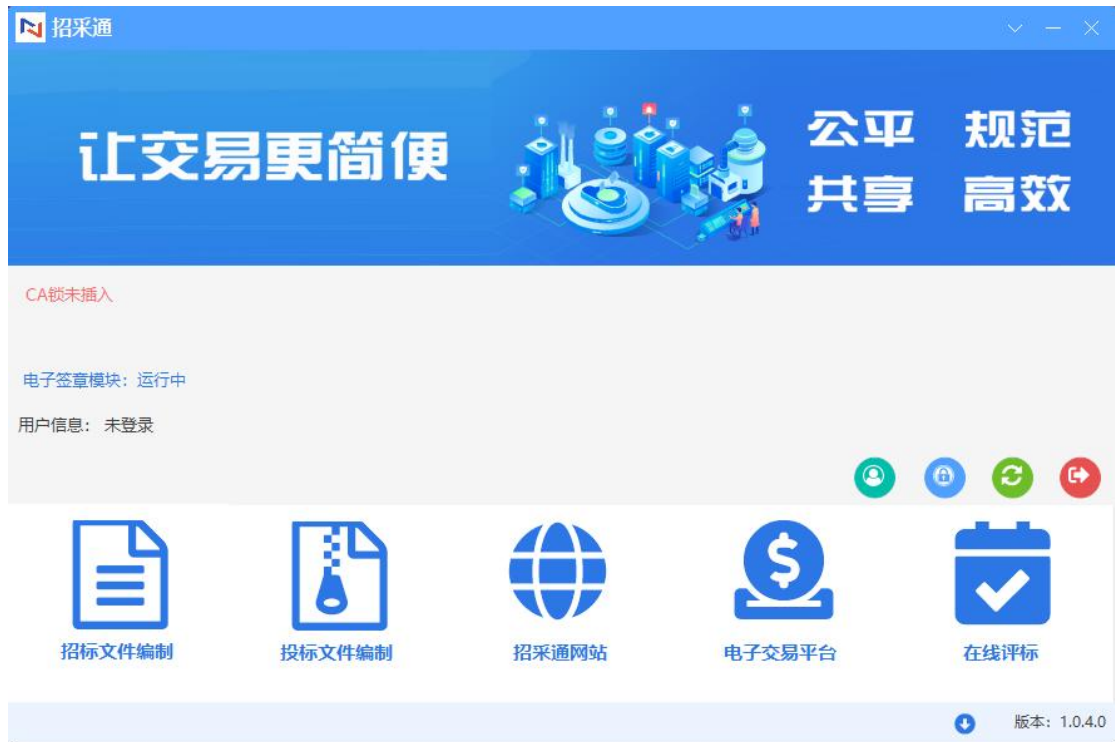 招采通
让交易更简便
公平 规范
共享 高效
CA锁未插入
电子签章模块：运行中
用户信息： 未登录
招标文件编制
投标文件编制
招采通网站
电子交易平台
在线评标
版本：1.0.4.0